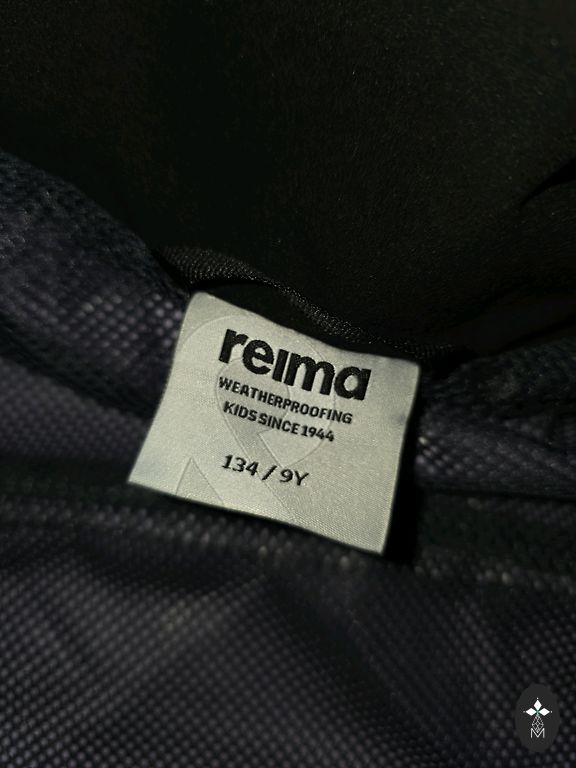 reima
WEATHERPROOFING
KIDS SINCE 1944
134 / 9Y
M